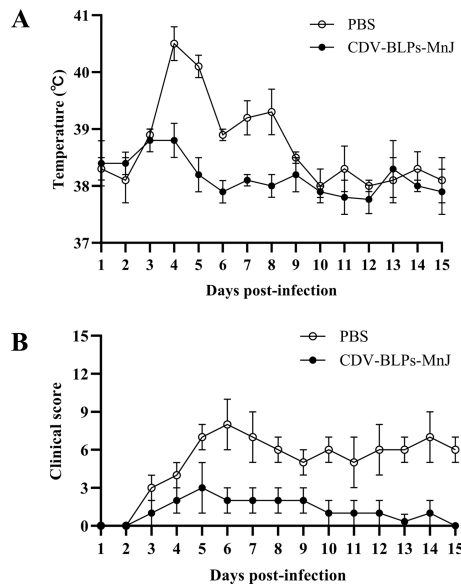 A
PBS
CDV-BLPs-MnJ
Temperature (℃)
41
40
39
38
37
1 2 3 4 5 6 7 8 9 10 11 12 13 14 15
Days post-infection
B
PBS
CDV-BLPs-MnJ
Clinical score
15
12
9
6
3
0
1 2 3 4 5 6 7 8 9 10 11 12 13 14 15
Days post-infection